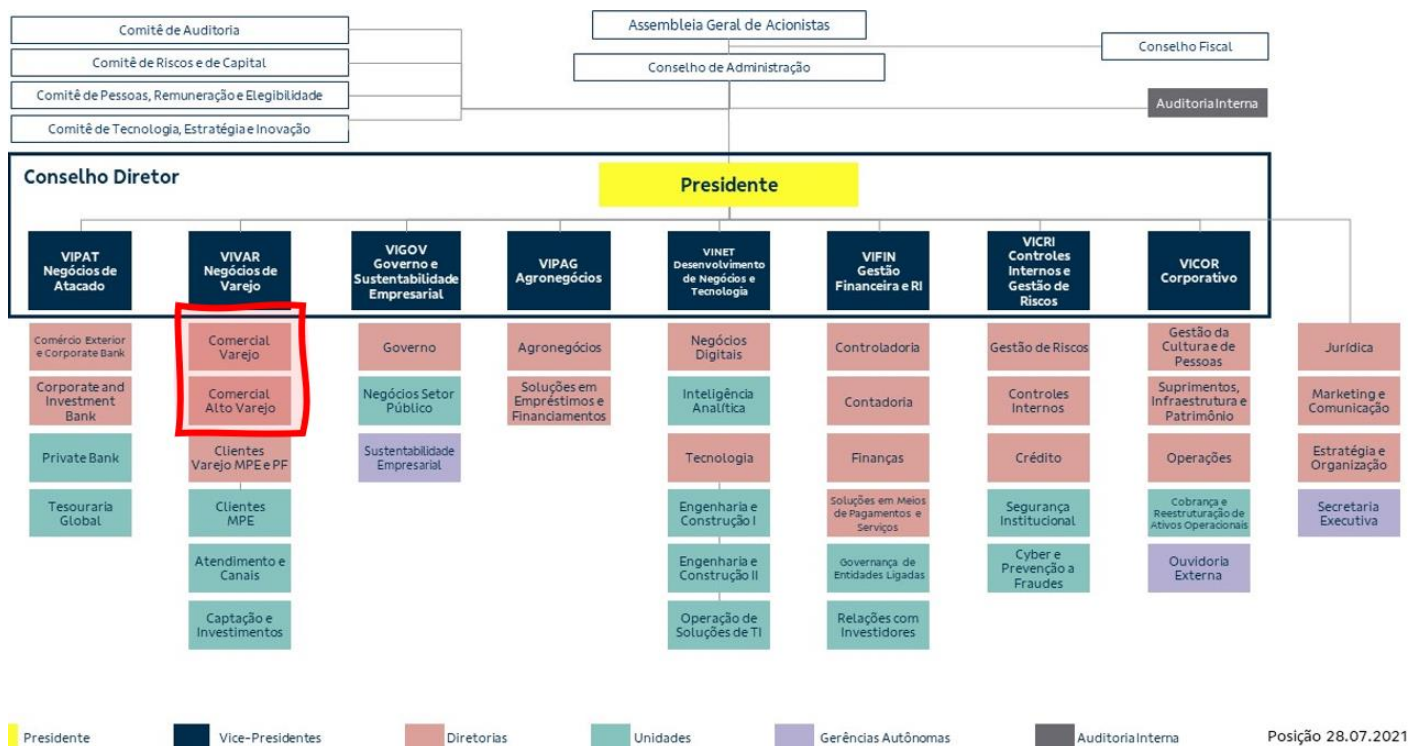 Comitê de Auditoria
Comitê de Riscos e de Capital
Comitê de Pessoas, Remuneração e Elegibilidade
Comitê de Tecnologia, Estratégia e Inovação
Assembleia Geral de Acionistas
Conselho de Administração
Conselho Fiscal
Auditoria Interna
Conselho Diretor
Presidente
VIPAT
Negócios de
Atacado
VIVAR
Negócios de
Varejo
VIGOV
Governo e
Sustentabilidade
Empresarial
VIPAG
Agronegócios
VINET
Desenvolvimento
de Negócios e
Tecnologia
VIFIN
Gestão
Financeira e RI
VICRI
Controles
Internos e
Gestão de
Riscos
VICOR
Corporativo
Comércio Exterior
e Corporate Bank
Corporate and
Investment
Bank
Private Bank
Tesouraria
Global
Comercial
Varejo
Comercial
Alto Varejo
Clientes
Varejo MPE e PF
Clientes
MPE
Atendimento e
Canais
Captação e
Investimentos
Governo
Negócios Setor
Público
Sustentabilidade
Empresarial
Agronegócios
Soluções em
Empréstimos e
Financiamentos
Negócios
Digitais
Inteligência
Analítica
Tecnologia
Engenharia e
Construção I
Engenharia e
Construção II
Operação de
Soluções de TI
Controladoria
Contadoria
Finanças
Soluções em Meios
de Pagamentos e
Serviços
Governança de
Entidades Ligadas
Relações com
Investidores
Gestão de Riscos
Controles
Internos
Crédito
Segurança
Institucional
Cyber e
Prevenção a
Fraudes
Gestão da
Cultura e de
Pessoas
Suprimentos,
Infraestrutura e
Patrimônio
Operações
Cobrança e
Reestruturação de
Ativos Operacionais
Ouvidoria
Externa
Jurídica
Marketing e
Comunicação
Estratégia e
Organização
Secretaria
Executiva
Presidente
Vice-Presidentes
Diretorias
Unidades
Gerências Autônomas
Auditoria Interna
Posição 28.07.2021